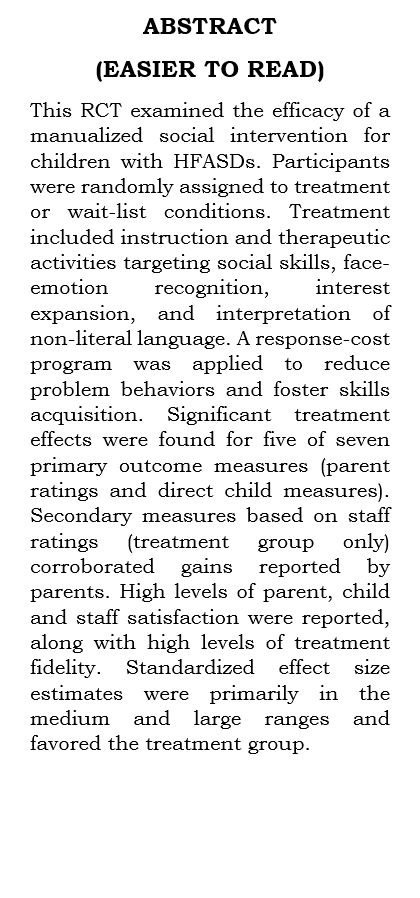 ABSTRACT
(EASIER TO READ)
This RCT examined the efficacy of a
manualized social intervention for
children with HFASDs. Participants
were randomly assigned to treatment
or wait-list conditions. Treatment
included instruction and therapeutic
activities targeting social skills, face-
emotion recognition, interest
expansion, and interpretation of
non-literal language. A response-cost
program was applied to reduce
problem behaviors and foster skills
acquisition. Significant treatment
effects were found for five of seven
primary outcome measures (parent
ratings and direct child measures).
Secondary measures based on staff
ratings (treatment group only)
corroborated gains reported by
parents. High levels of parent, child
and staff satisfaction were reported,
along with high levels of treatment
fidelity. Standardized effect size
estimates were primarily in the
medium and large ranges and
favored the treatment group.